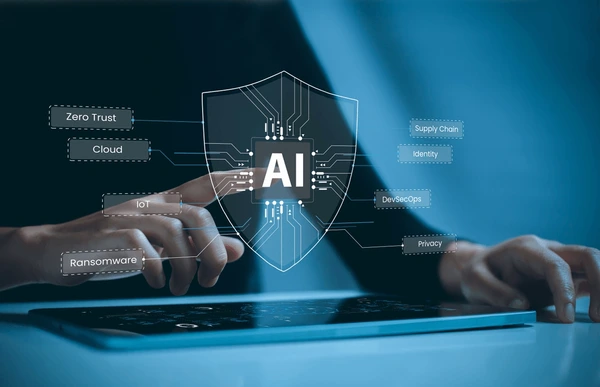 Zero Trust
Cloud
IoT
Ransomware
AI
Supply Chain
Identity
DevSecOps
Privacy